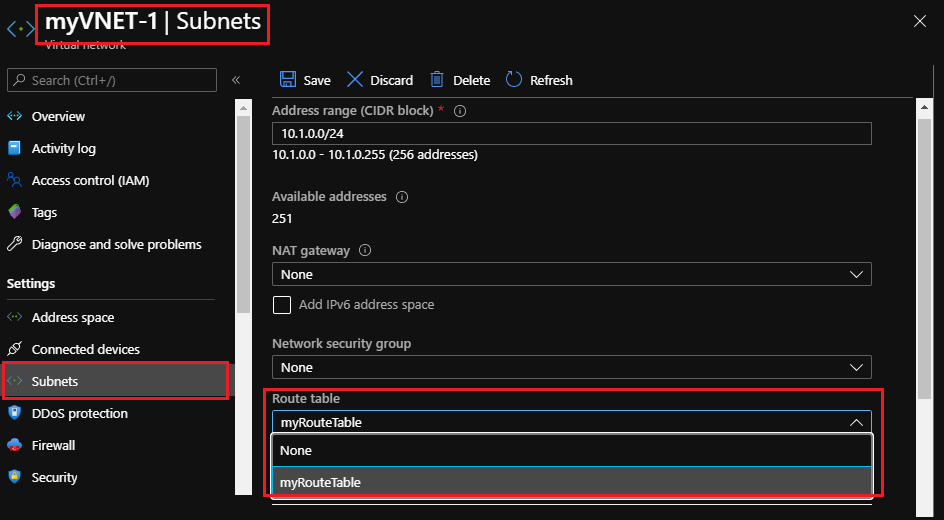 myVNET-1 | Subnets
Virtual network
Search (Ctrl+/)
«
Overview
Activity log
Access control (IAM)
Tags
Diagnose and solve problems
Settings
Address space
Connected devices
Subnets
DDoS protection
Firewall
Security
Save Discard Delete Refresh
Address range (CIDR block) *
10.1.0.0/24
10.1.0.0 - 10.1.0.255 (256 addresses)
Available addresses
251
NAT gateway
None
Add IPv6 address space
Network security group
None
Route table
myRouteTable
None
myRouteTable